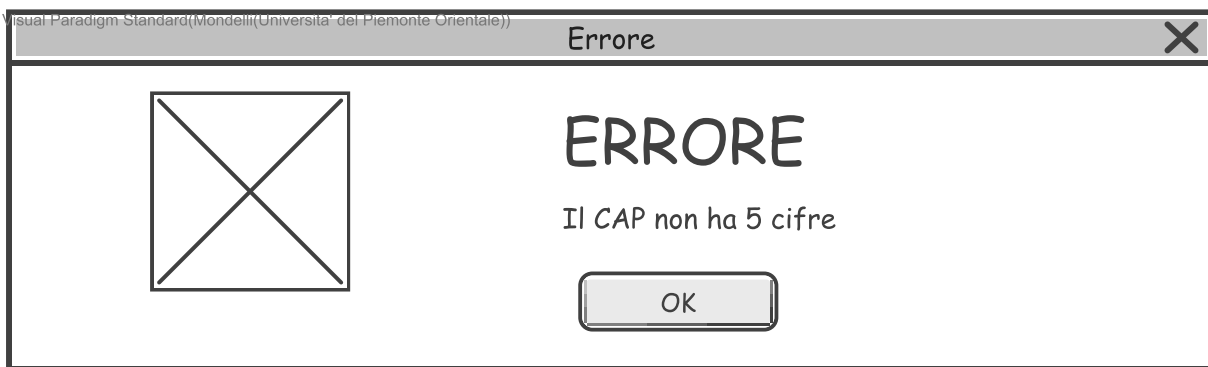 Visual Paradigm Standard(Mondelli(Universita' del Piemonte Orientale))
Errore
ERRORE
Il CAP non ha 5 cifre
OK